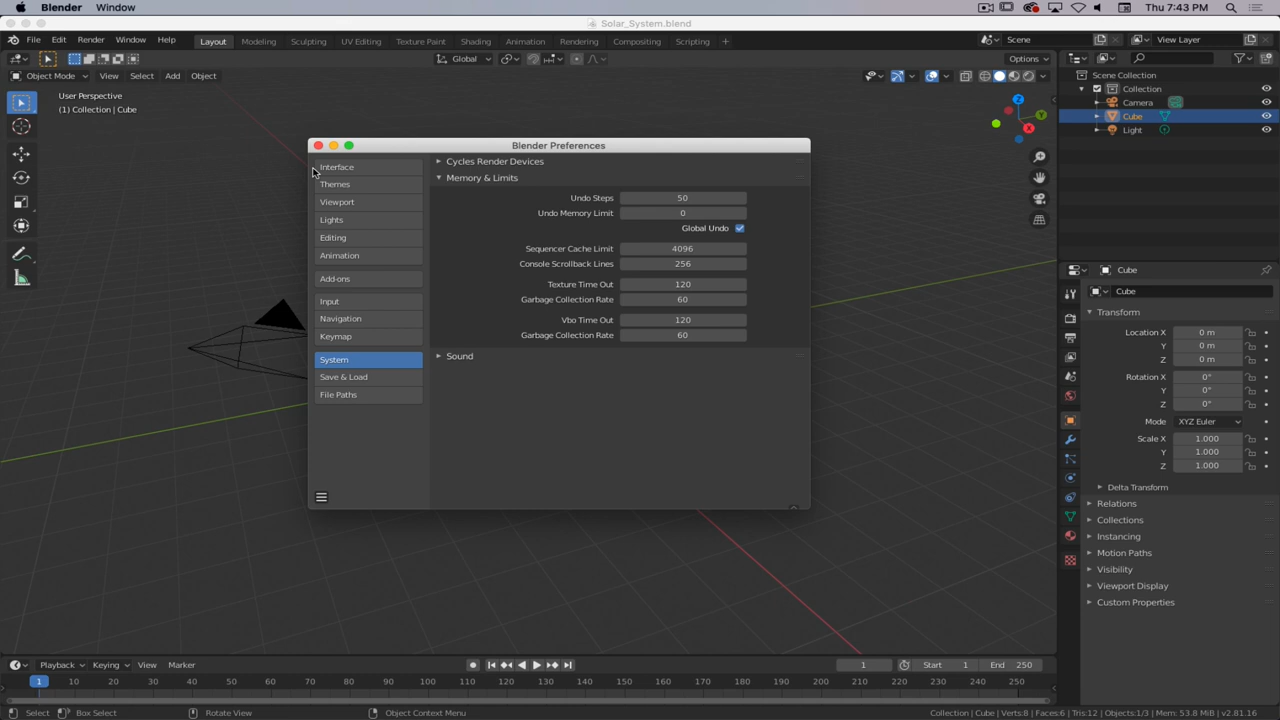 Blender Window Thu 7:43 PM
Solar_System.blend
File Edit Render Window Help Layout Modeling Sculpting UV Editing Texture Paint Shading Animation Rendering Compositing Scripting + Scene View Layer
Global Options
Object Mode View Select Add Object
User Perspective
(1) Collection | Cube
Z
Y
X
Scene Collection
Collection
Camera
Cube
Light
Blender Preferences
Interface
Themes
Viewport
Lights
Editing
Animation
Add-ons
Input
Navigation
Keymap
System
Save & Load
File Paths
Cycles Render Devices
Memory & Limits
Undo Steps 50
Undo Memory Limit 0
Global Undo
Sequencer Cache Limit 4096
Console Scrollback Lines 256
Texture Time Out 120
Garbage Collection Rate 60
Vbo Time Out 120
Garbage Collection Rate 60
Sound
Cube
Cube
Transform
Location X 0 m
Y 0 m
Z 0 m
Rotation X 0°
Y 0°
Z 0°
Mode XYZ Euler
Scale X 1.000
Y 1.000
Z 1.000
Delta Transform
Relations
Collections
Instancing
Motion Paths
Visibility
Viewport Display
Custom Properties
Playback Keying View Marker 1 Start 1 End 250
1 10 20 30 40 50 60 70 80 90 100 110 120 130 140 150 160 170 180 190 200 210 220 230 240 250
Select Box Select Rotate View Object Context Menu Collection | Cube | Verts:8 | Faces:6 | Tris:12 | Objects:1/3 | Mem: 53.8 MiB | v2.81.16